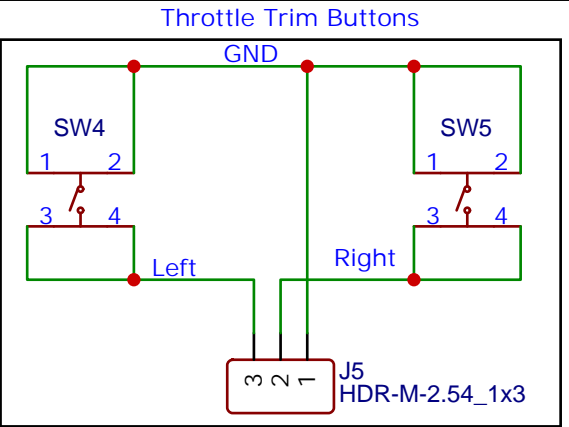 Throttle Trim Buttons
GND
SW4
SW5
1 2
1 2
3 4
3 4
Left
Right
3 2 1
J5
HDR-M-2.54_1x3